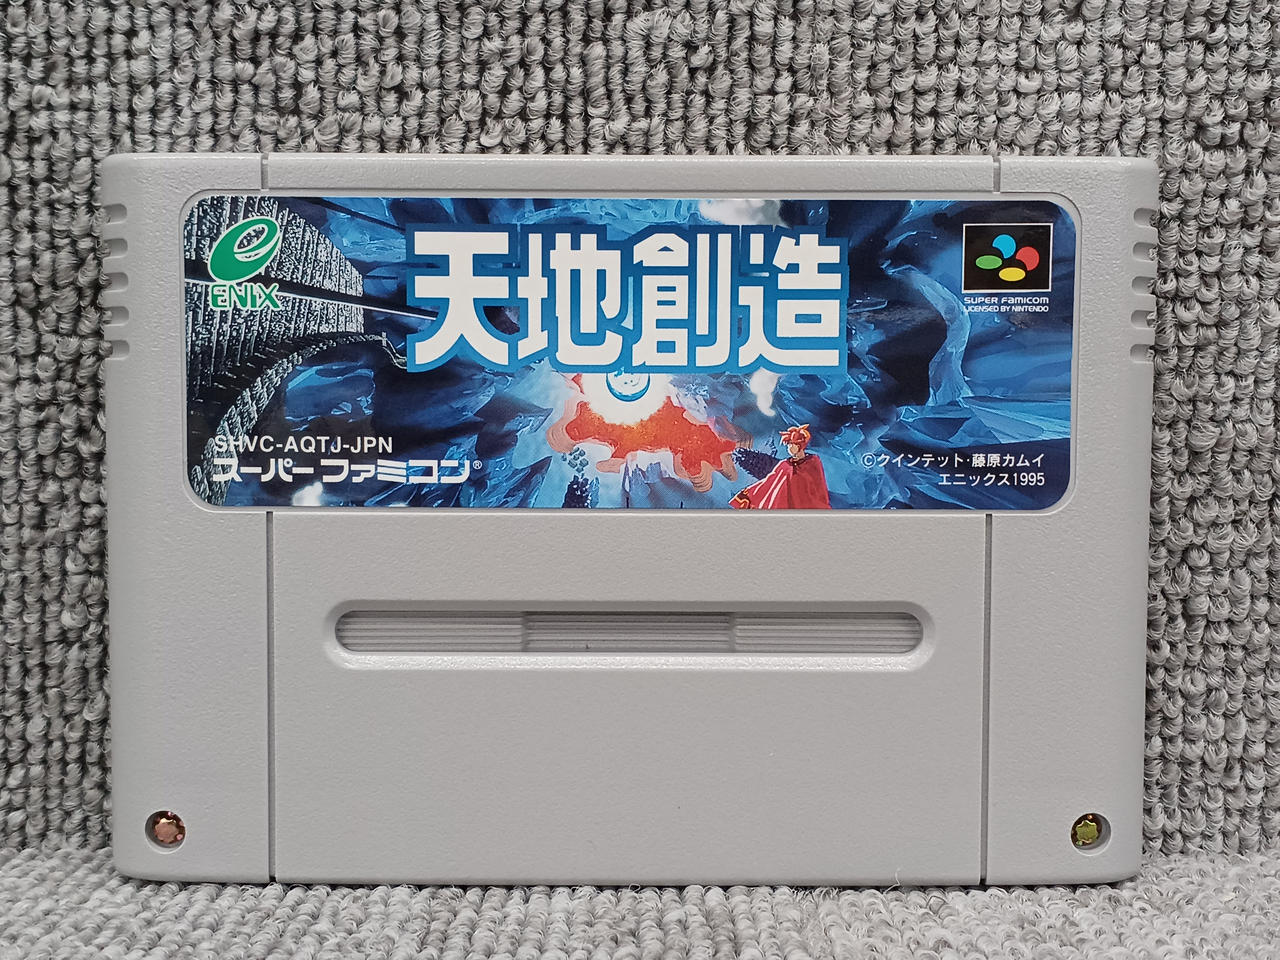 ENIX
天地創造
SUPER FAMICOM
LICENSED BY NINTENDO
SHVC-AQTJ-JPN
スーパーファミコン®
©クインテット・藤原カムイ
エニックス1995